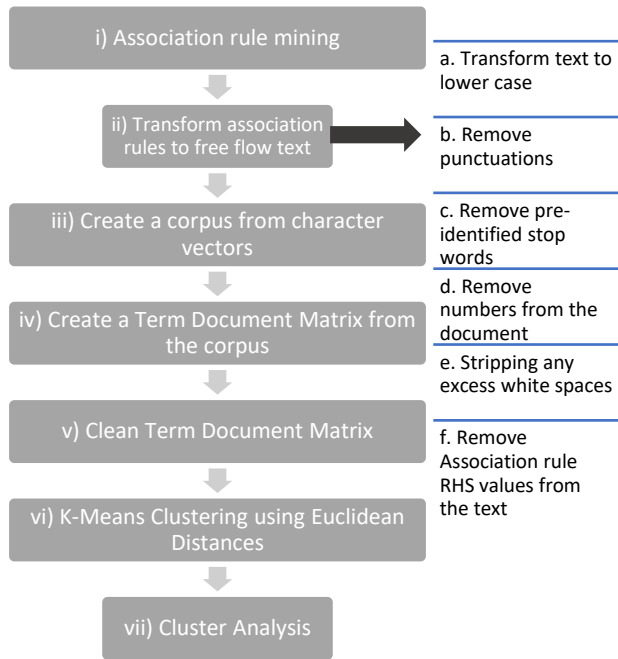 i) Association rule mining
ii) Transform association
rules to free flow text
iii) Create a corpus from character
vectors
iv) Create a Term Document Matrix from
the corpus
v) Clean Term Document Matrix
vi) K-Means Clustering using Euclidean
Distances
vii) Cluster Analysis
a. Transform text to
lower case
b. Remove
punctuations
c. Remove pre-
identified stop
words
d. Remove
numbers from the
document
e. Stripping any
excess white spaces
f. Remove
Association rule
RHS values from
the text